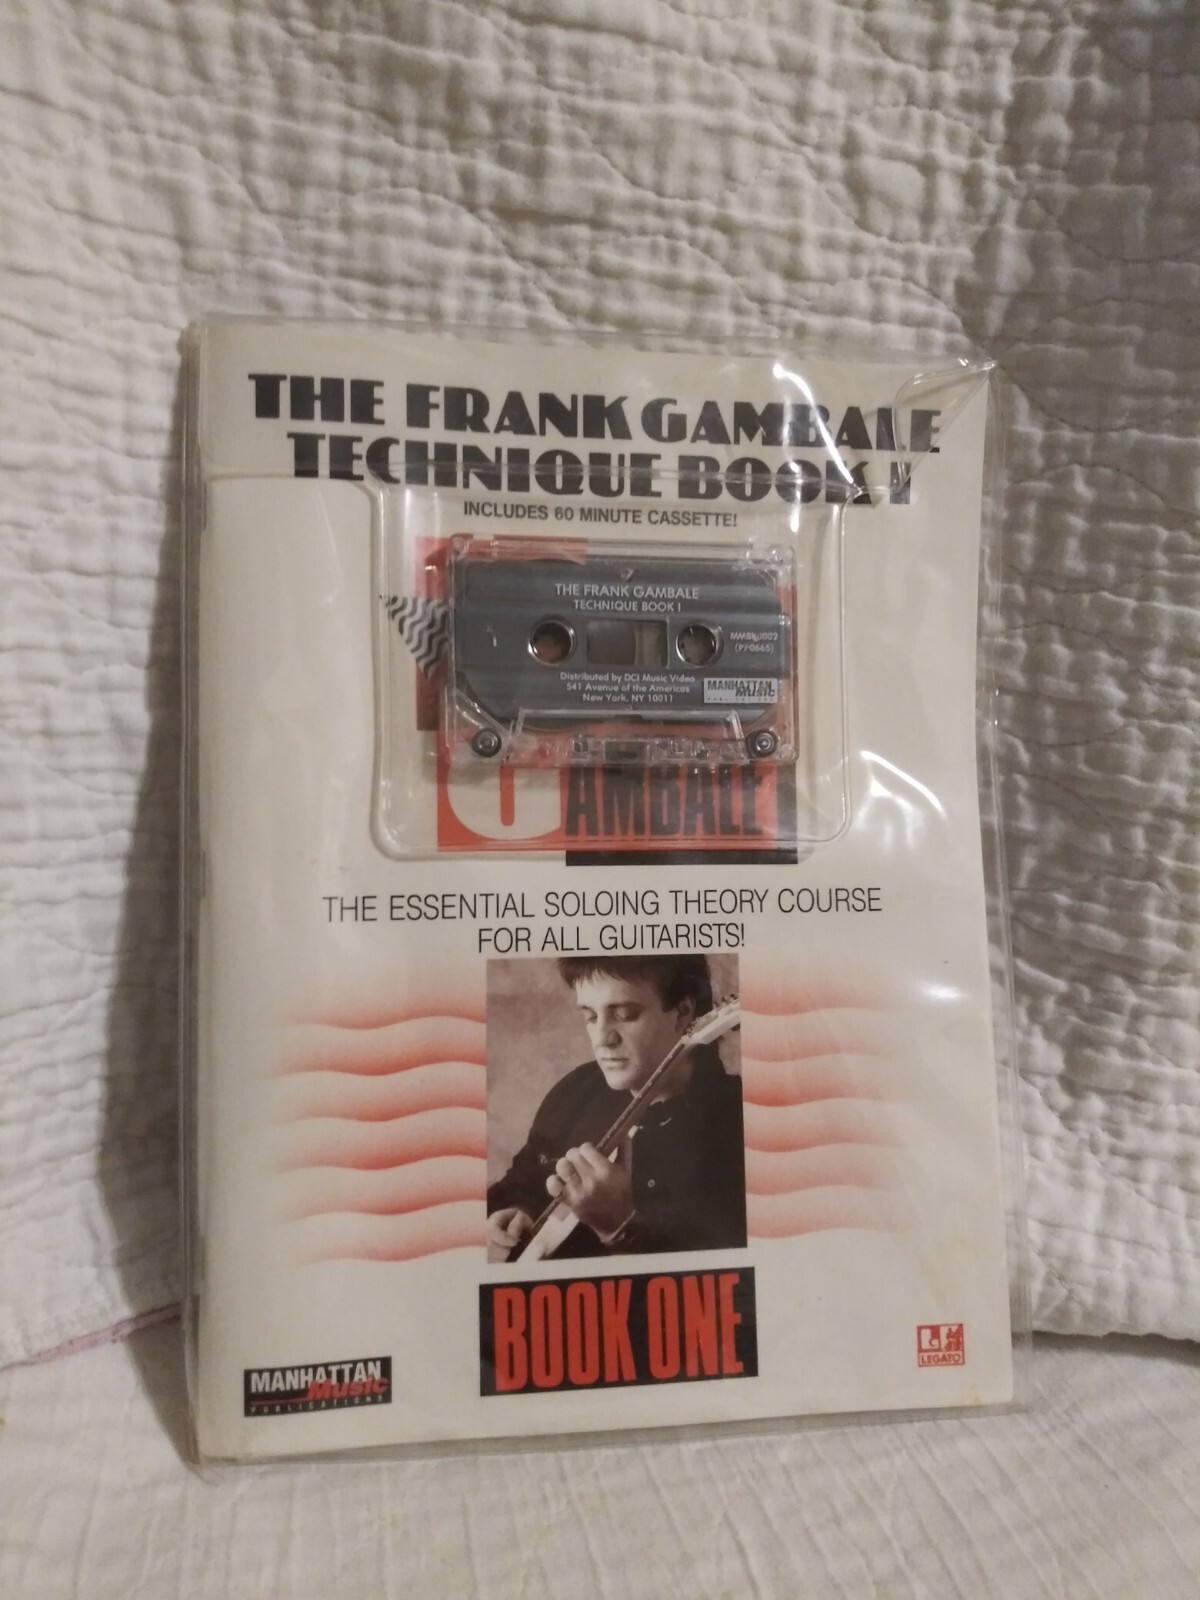 THE FRANK GAMBALE
TECHNIQUE BOOK I
INCLUDES 60 MINUTE CASSETTE!
THE FRANK GAMBALE
TECHNIQUE BOOK I
Distributed by DCI Music Video
541 Avenue of the Americas
New York, NY 10011
MANHATTAN
Music
PUBLICATIONS
GAMBALE
THE ESSENTIAL SOLOING THEORY COURSE
FOR ALL GUITARISTS!
BOOK ONE
MANHATTAN
Music
PUBLICATIONS
LEGATO